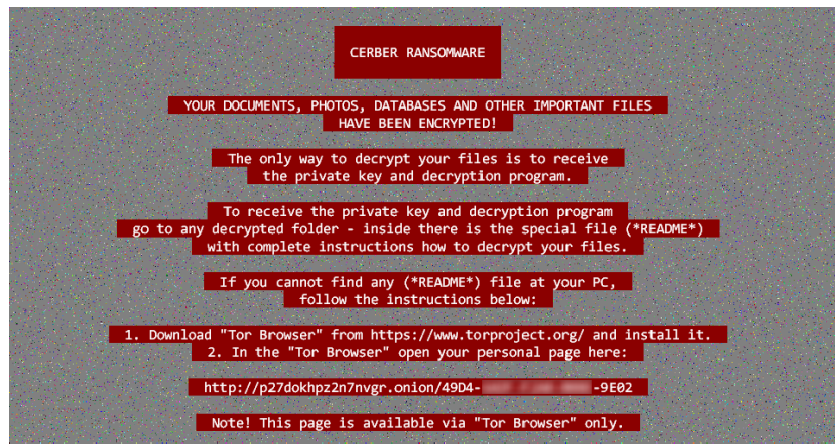 CERBER RANSOMWARE
YOUR DOCUMENTS, PHOTOS, DATABASES AND OTHER IMPORTANT FILES
HAVE BEEN ENCRYPTED!
The only way to decrypt your files is to receive
the private key and decryption program.
To receive the private key and decryption program
go to any decrypted folder - inside there is the special file (*README*)
with complete instructions how to decrypt your files.
If you cannot find any (*README*) file at your PC,
follow the instructions below:
1. Download "Tor Browser" from https://www.torproject.org/ and install it.
2. In the "Tor Browser" open your personal page here:
http://p27dokhpz2n7nvgr.onion/49D4- -9E02
Note! This page is available via "Tor Browser" only.